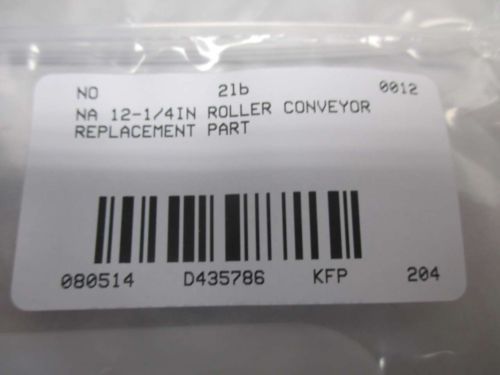 NO 21b 0012
NA 12-1/4IN ROLLER CONVEYOR
REPLACEMENT PART
080514 D435786 KFP 204